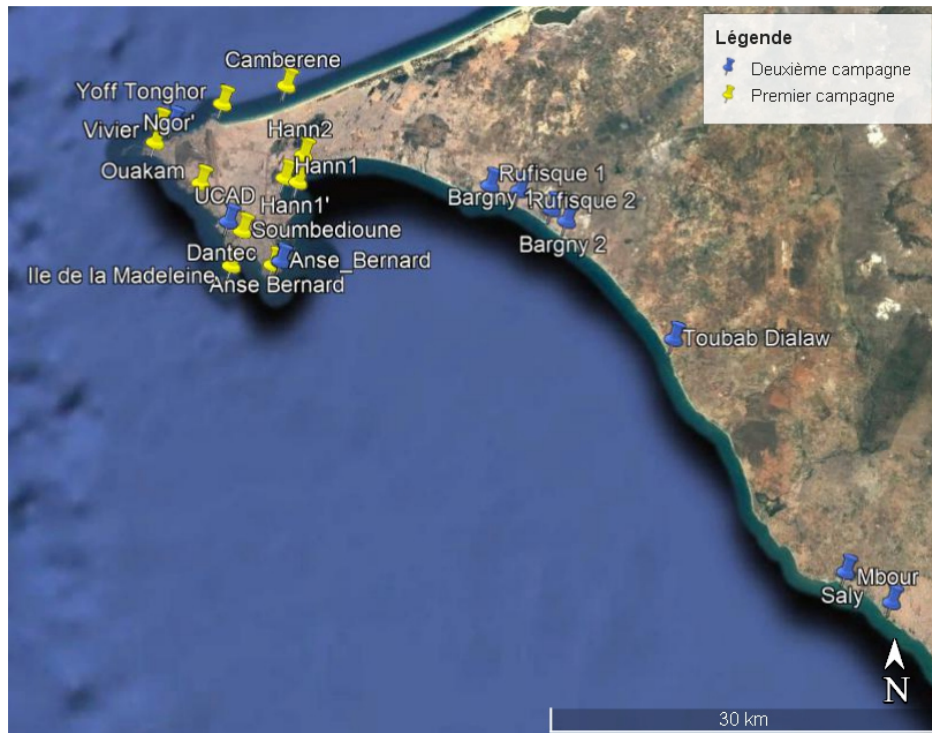 Légende
Deuxième campagne
Premier campagne
Camberene
Yoff Tonghor
Ngor'
Vivier
Hann2
Ouakam
Hann1
Rufisque 1
UCAD
Hann1'
Bargny 1
Rufisque 2
Soumbedioune
Bargny 2
Dantec
Anse_Bernard
Ile de la Madeleine
Anse Bernard
Toubab Dialaw
Mbour
Saly
N
30 km